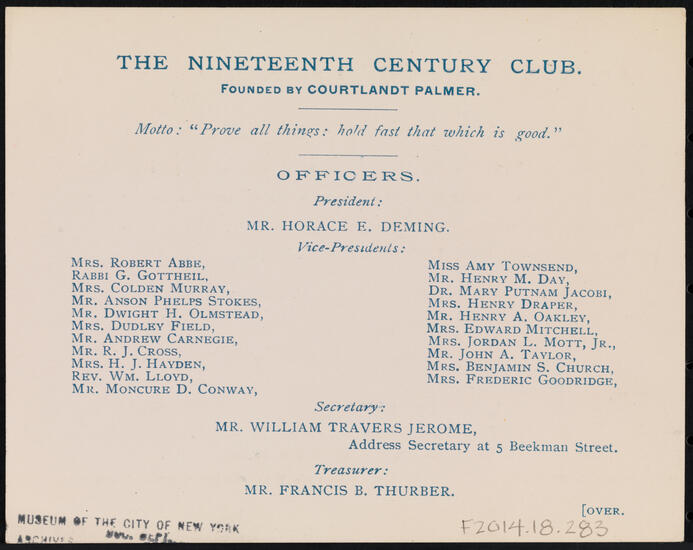 THE NINETEENTH CENTURY CLUB.
FOUNDED BY COURTLANDT PALMER.
Motto: "Prove all things: hold fast that which is good."
OFFICERS.
President:
MR. HORACE E. DEMING.
Vice-Presidents:
MRS. ROBERT ABBE,
RABBI G. GOTTHEIL,
MRS. COLDEN MURRAY,
MR. ANSON PHELPS STOKES,
MR. DWIGHT H. OLMSTEAD,
MRS. DUDLEY FIELD,
MR. ANDREW CARNEGIE,
MR. R. J. CROSS,
MRS. H. J. HAYDEN,
REV. WM. LLOYD,
MR. MONCURE D. CONWAY,
MISS AMY TOWNSEND,
MR. HENRY M. DAY,
DR. MARY PUTNAM JACOBI,
MRS. HENRY DRAPER,
MR. HENRY A. OAKLEY,
MRS. EDWARD MITCHELL,
MRS. JORDAN L. MOTT, JR.,
MR. JOHN A. TAYLOR,
MRS. BENJAMIN S. CHURCH,
MRS. FREDERIC GOODRIDGE,
Secretary:
MR. WILLIAM TRAVERS JEROME,
Address Secretary at 5 Beekman Street.
Treasurer:
MR. FRANCIS B. THURBER.
[OVER.
MUSEUM OF THE CITY OF NEW YORK
ARCHIVES
F2014.18.283